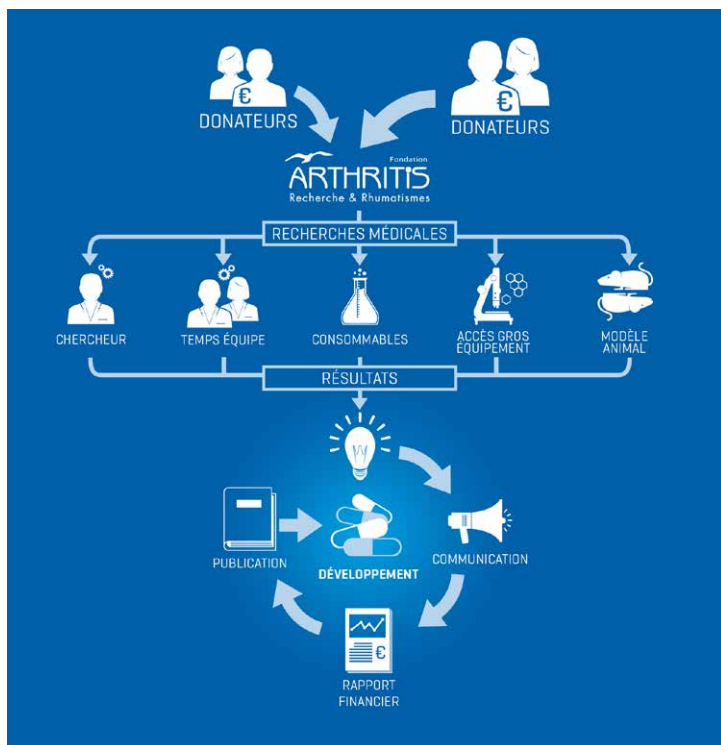 €
€
DONATEURS
DONATEURS
Fondation
ARTHRITIS
Recherche & Rhumatismes
RECHERCHES MÉDICALES
CHERCHEUR
TEMPS ÉQUIPE
CONSOMMABLES
ACCÈS GROS
ÉQUIPEMENT
MODÈLE
ANIMAL
RÉSULTATS
PUBLICATION
DÉVELOPPEMENT
COMMUNICATION
€
RAPPORT
FINANCIER